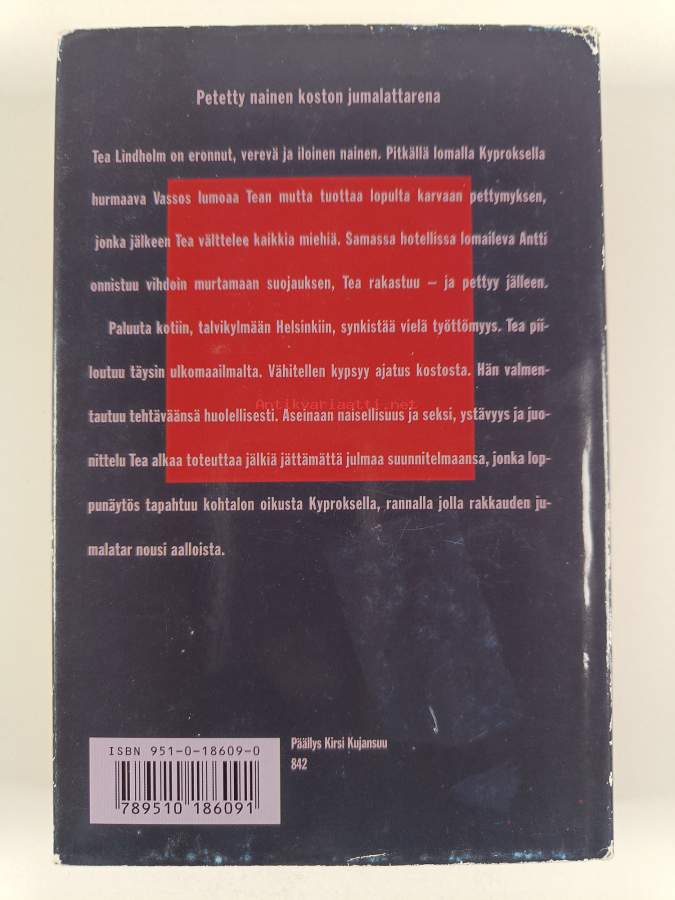 Petetty nainen koston jumalattarena
Tea Lindholm on eronnut, verevä ja iloinen nainen. Pitkällä lomalla Kyproksella
hurmaava Vassos lumoaa Tean mutta tuottaa lopulta karvaan pettymyksen,
jonka jälkeen Tea välttelee kaikkia miehiä. Samassa hotellissa lomaileva Antti
onnistuu vihdoin murtamaan suojauksen, Tea rakastuu – ja pettyy jälleen.
Paluuta kotiin, talvikylmään Helsinkiin, synkistää vielä työttömyys. Tea pii-
loutuu täysin ulkomaailmalta. Vähitellen kypsyy ajatus kostosta. Hän valmen-
Antikvariaatti.net
tautuu tehtäväänsä huolellisesti. Aseinaan naisellisuus ja seksi, ystävyys ja juo-
nittelu Tea alkaa toteuttaa jälkiä jättämättä julmaa suunnitelmaansa, jonka lop-
punäytös tapahtuu kohtalon oikusta Kyproksella, rannalla jolla rakkauden ju-
malatar nousi aalloista.
ISBN 951-0-18609-0
789510 186091
Päällys Kirsi Kujansuu
842